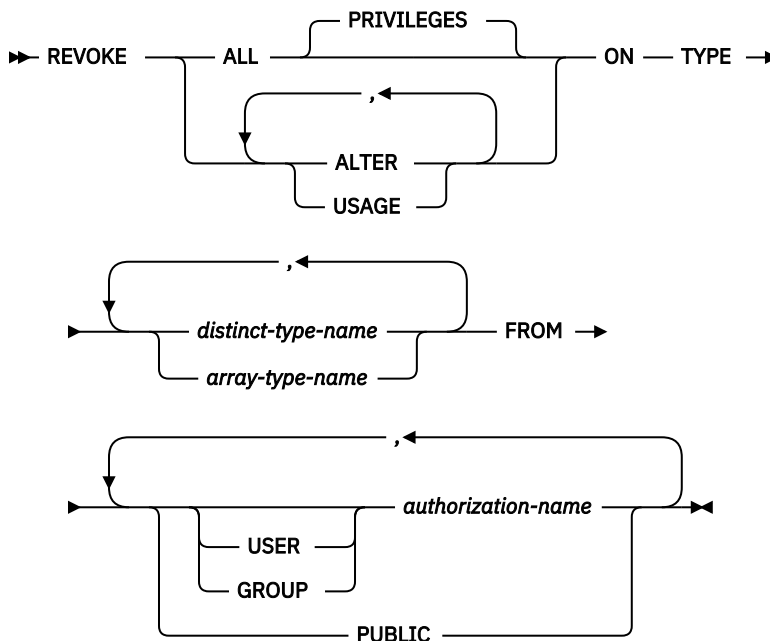 PRIVILEGES
REVOKE ALL ON TYPE
,
ALTER
USAGE
,
distinct-type-name FROM
array-type-name
,
authorization-name
USER
GROUP
PUBLIC